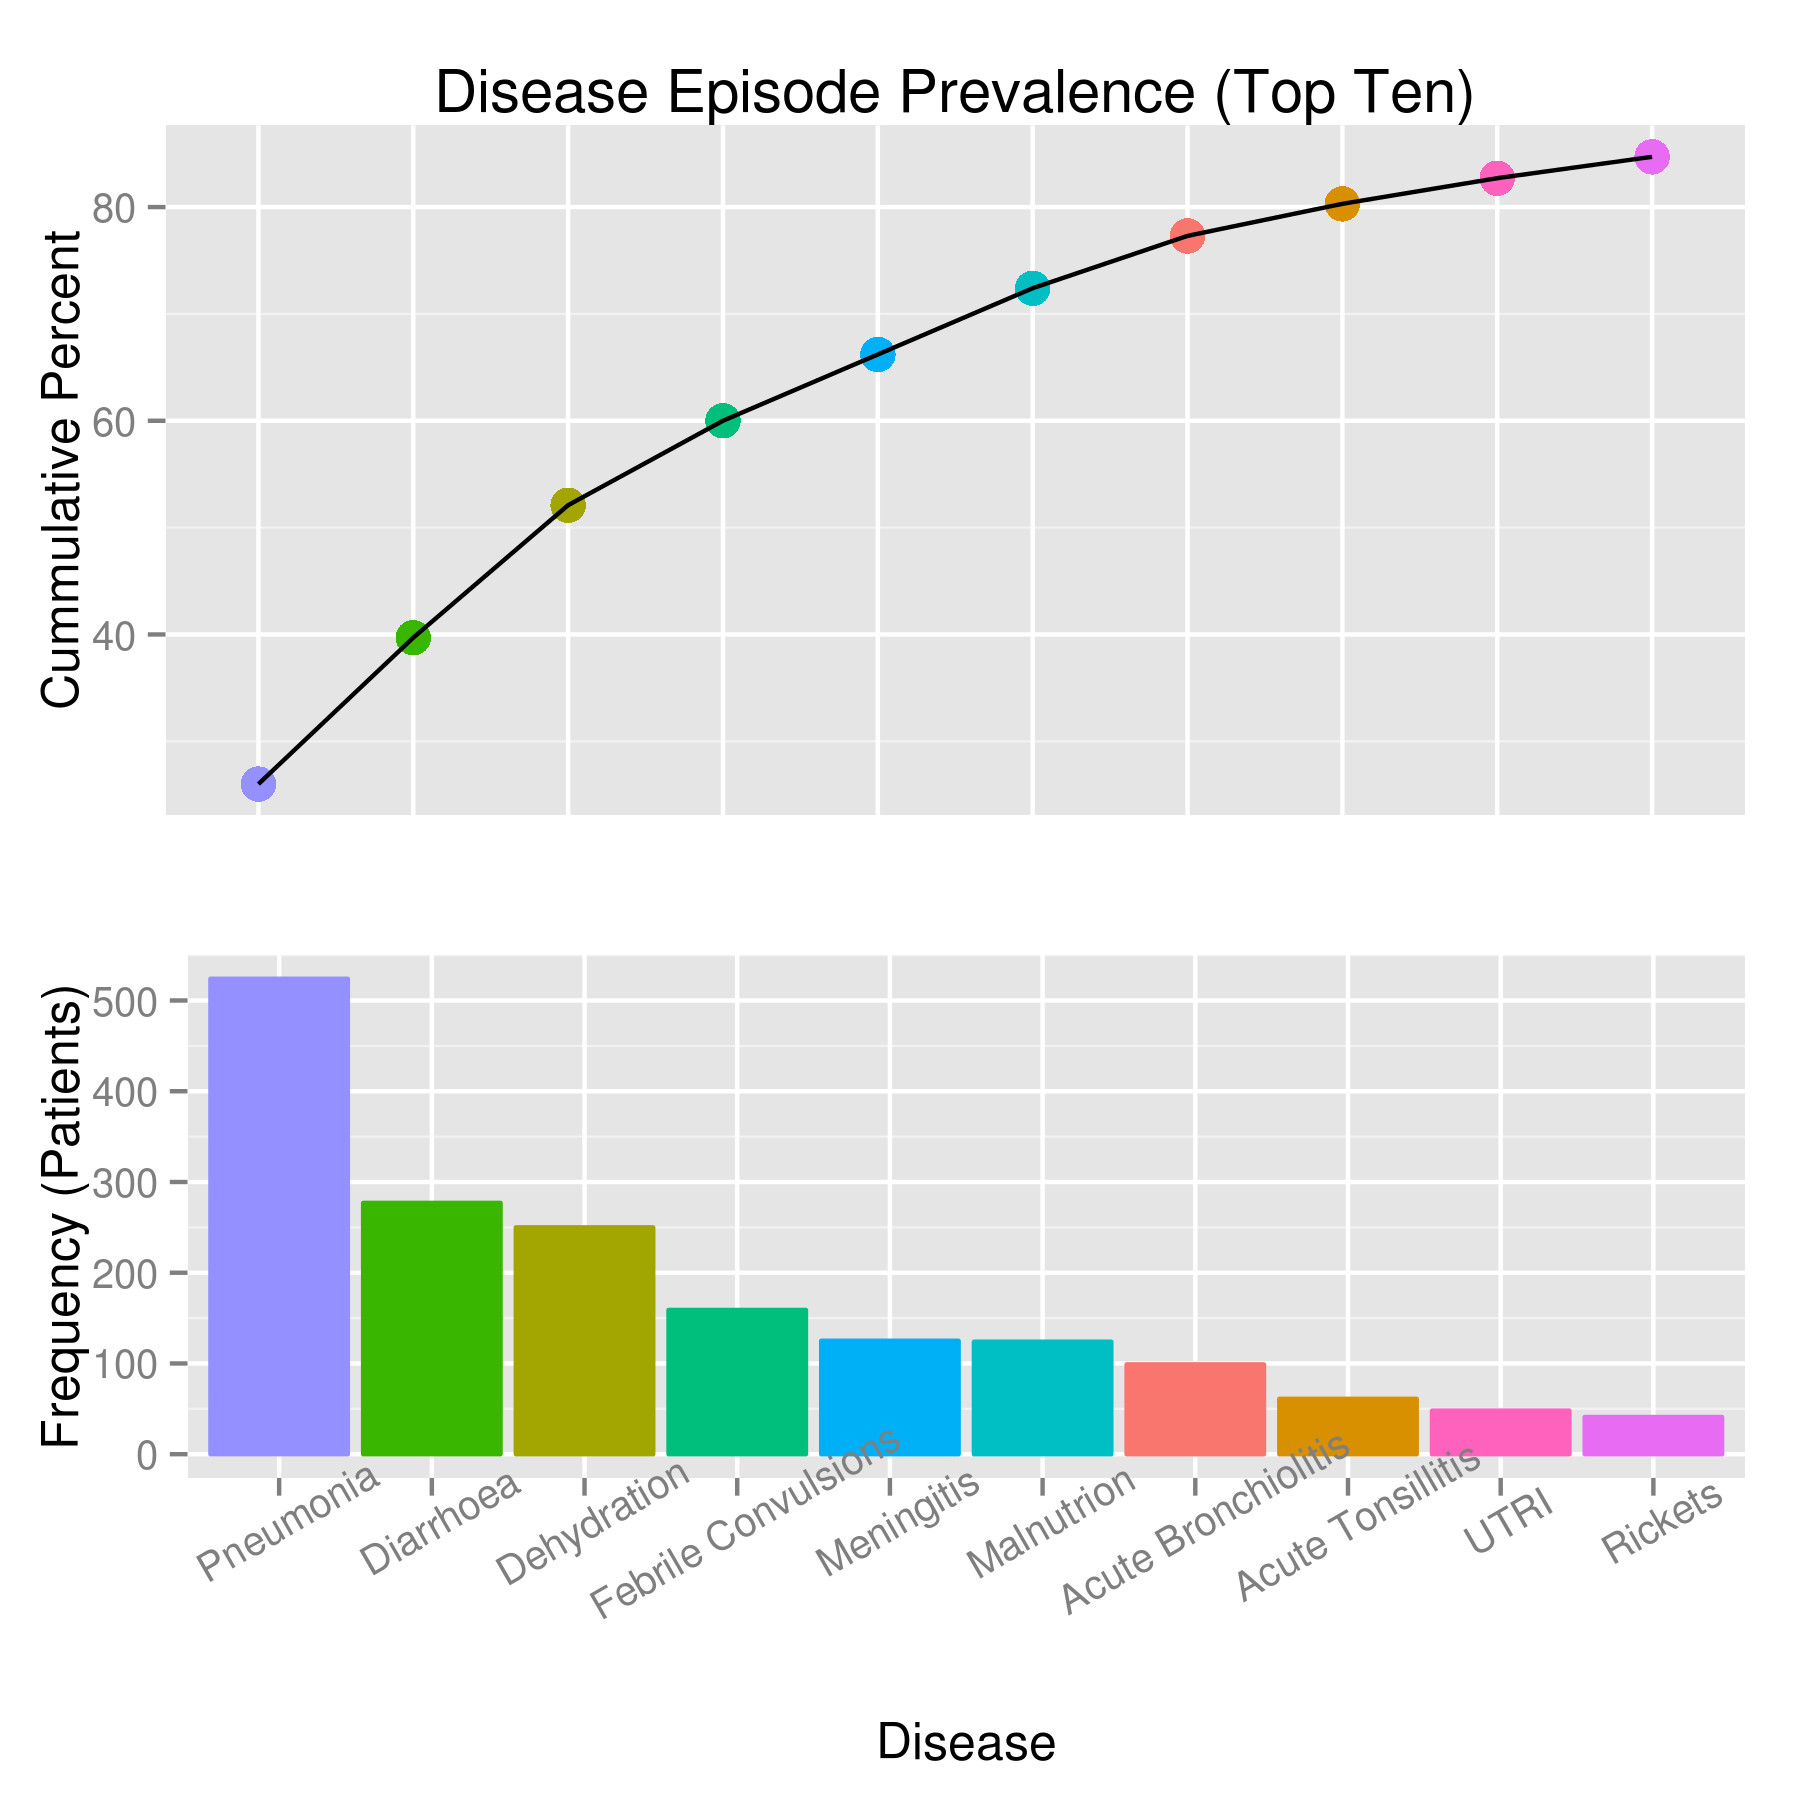 Disease Episode Prevalence (Top Ten)
Cummulative Percent
80
60
40
Frequency (Patients)
500
400
300
200
100
0
Pneumonia
Diarrhoea
Dehydration
Febrile Convulsions
Meningitis
Malnutrion
Acute Bronchiolitis
Acute Tonsillitis
UTRI
Rickets
Disease